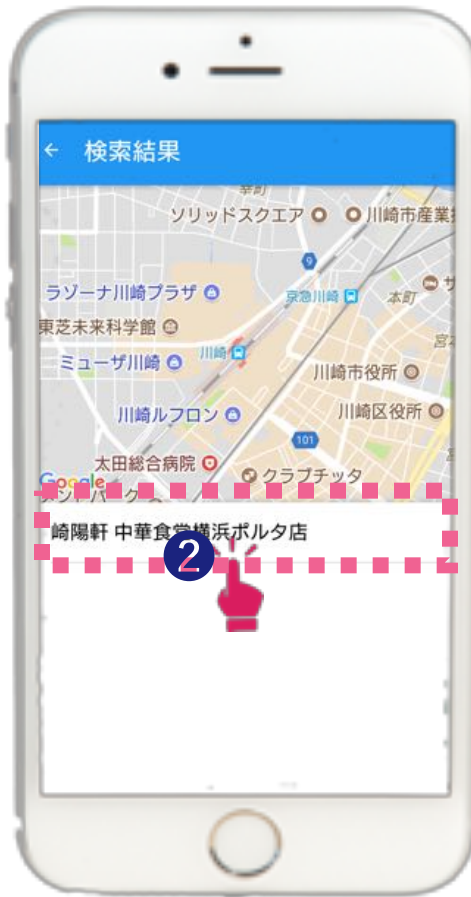 検索結果
幸町
ソリッドスクエア
川崎市産業
9
ラゾーナ川崎プラザ
京急川崎
本町
サ
東芝未来科学館
川崎
ミューザ川崎
川崎市役所
川崎ルフロン
川崎区役所
101
太田総合病院
クラブチッタ
Google
崎陽軒 中華食堂横浜ポルタ店
2